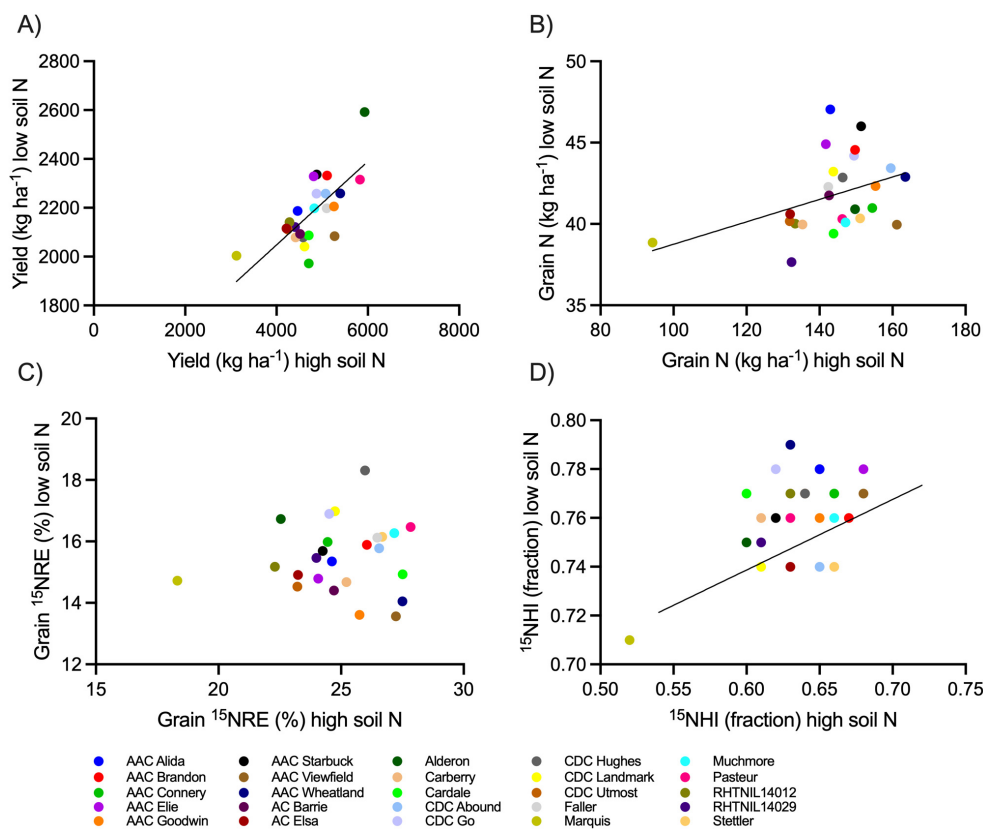 A)
2800
2600
2400
2200
2000
1800
0
2000
4000
6000
8000
Yield (kg ha⁻¹) low soil N
Yield (kg ha⁻¹) high soil N
B)
50
45
40
35
80
100
120
140
160
180
Grain N (kg ha⁻¹) low soil N
Grain N (kg ha⁻¹) high soil N
C)
20
18
16
14
12
15
20
25
30
Grain ¹⁵NRE (%) low soil N
Grain ¹⁵NRE (%) high soil N
D)
0.80
0.78
0.76
0.74
0.70
0.50
0.60
0.65
0.70
0.75
¹⁵NHI (fraction) low soil N
¹⁵NHI (fraction) high soil N
AAC Alida
AAC Brandon
AAC Connery
AAC Elie
AAC Goodwin
AAC Starbuck
AAC Viewfield
AAC Wheatland
AC Barrie
AC Elsa
Alderon
Carberry
Cardale
CDC Abound
CDC Go
CDC Hughes
CDC Landmark
CDC Utmost
Faller
Marquis
Muchmore
Pasteur
RHTNIL14012
RHTNIL14029
Stettler